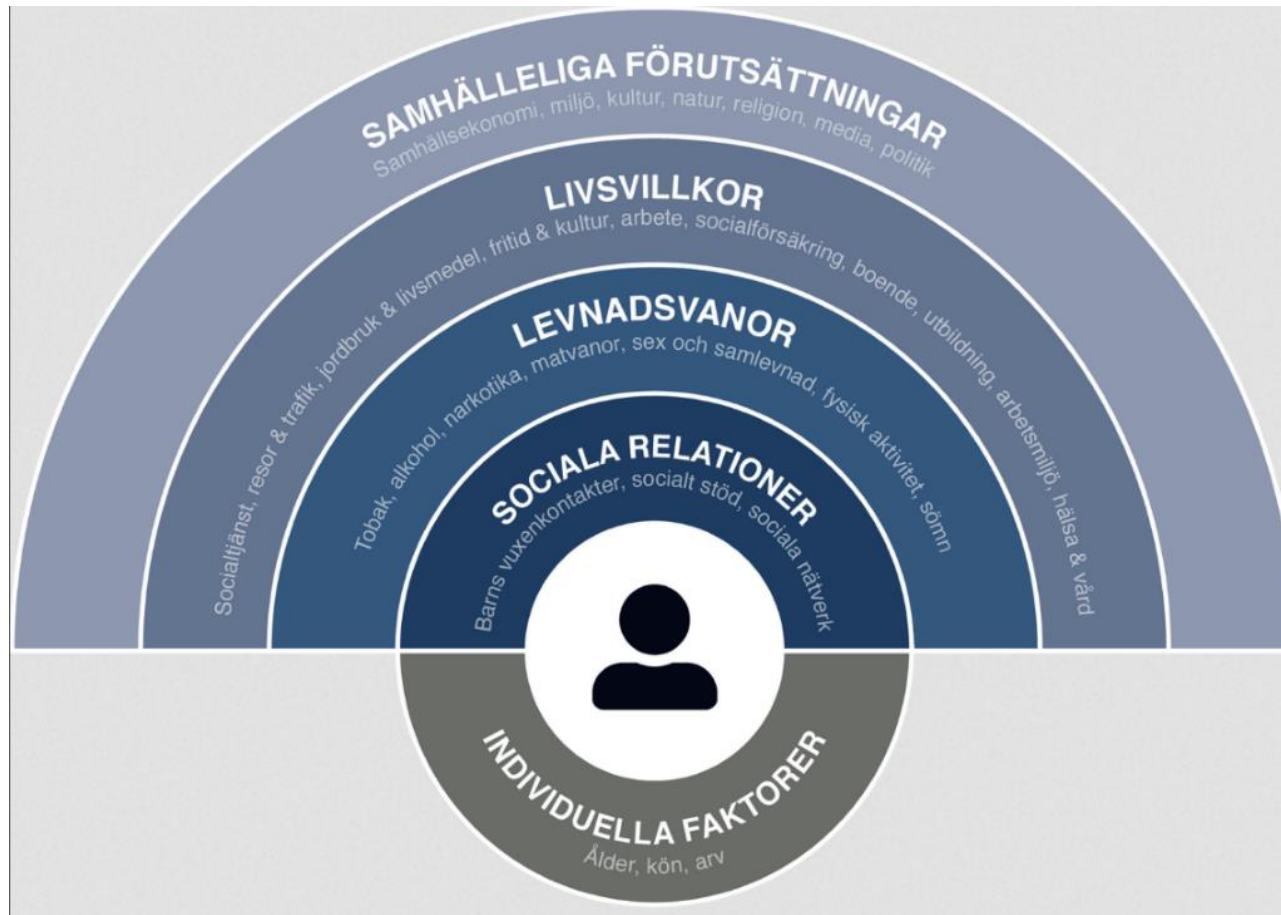 SAMHÄLLELIGA FÖRUTSÄTTNINGAR
Samhällsekonomi, miljö, kultur, natur, religion, media, politik
LIVSVILLKOR
Socialtjänst, resor & trafik, jordbruk & livsmedel, fritid & kultur, arbete, socialförsäkring, boende, utbildning, arbetsmiljö, hälsa & vård
LEVNADSVANOR
Tobak, alkohol, narkotika, matvanor, sex och samlevnad, fysisk aktivitet, sömn
SOCIALA RELATIONER
Barns vuxenkontakter, socialt stöd, sociala nätverk
INDIVIDUELLA FAKTORER
Ålder, kön, arv